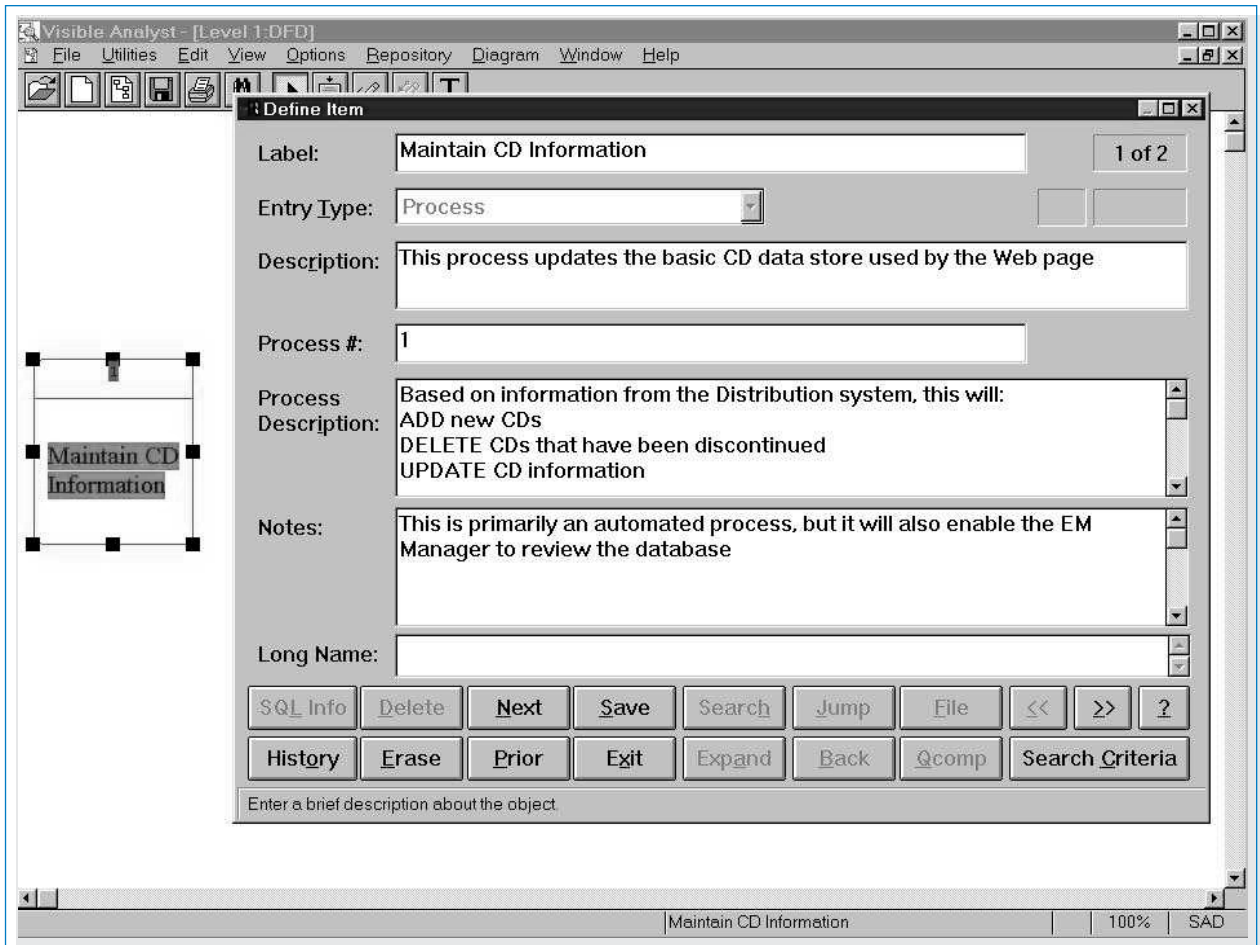 Visible Analyst - [Level 1:DFD]
File Utilities Edit View Options Repository Diagram Window Help
T
Define Item
Label: Maintain CD Information 1 of 2
Entry Type: Process
Description: This process updates the basic CD data store used by the Web page
Process #: 1
Process Description: Based on information from the Distribution system, this will:
ADD new CDs
DELETE CDs that have been discontinued
UPDATE CD information
Notes: This is primarily an automated process, but it will also enable the EM
Manager to review the database
Long Name:
SQL Info Delete Next Save Search Jump File << >> ?
History Erase Prior Exit Expand Back Qcomp Search Criteria
Enter a brief description about the object.
1
Maintain CD
Information
Maintain CD Information 100% SAD